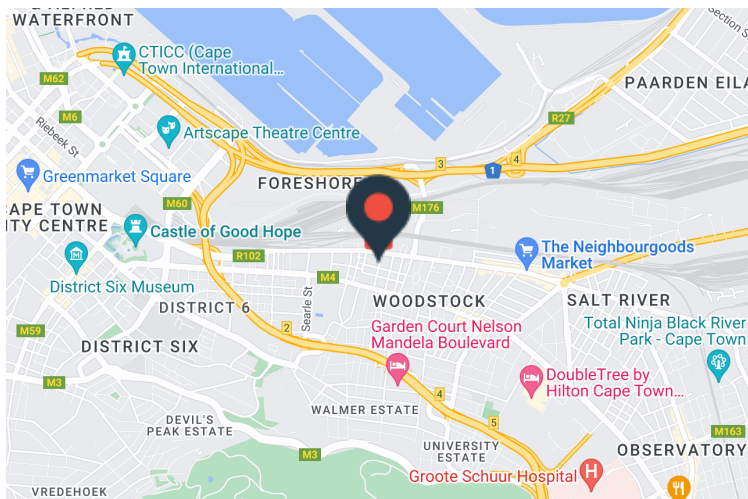 WATERFRONT
CTICC (Cape
Town International...
M62
Section S
PAARDEN EILA
M6
R27
Riebeek St
Artscape Theatre Centre
3
4
1
Greenmarket Square
FORESHORE
M60
M176
APE TOWN
ITY CENTRE
Castle of Good Hope
R102
The Neighbourgoods
Market
M4
District Six Museum
DISTRICT 6
Searle St
WOODSTOCK
SALT RIVER
M59
2
Garden Court Nelson
Mandela Boulevard
Total Ninja Black River
Park - Cape Town
DISTRICT SIX
M3
DoubleTree by
Hilton Cape Town...
4
WALMER ESTATE
DEVIL'S
PEAK ESTATE
5
M163
M3
UNIVERSITY
ESTATE
OBSERVATORY
Groote Schuur Hospital
H
VREDEHOEK